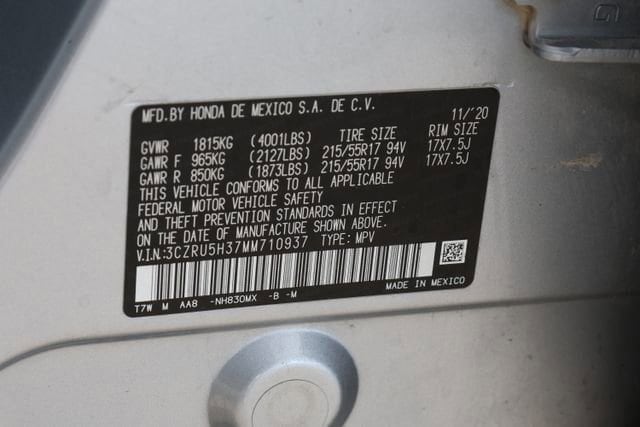 MFD.BY HONDA DE MEXICO S.A. DE C.V. 11/'20
GVWR 1815KG (4001LBS) TIRE SIZE RIM SIZE
GAWR F 965KG (2127LBS) 215/55R17 94V 17X7.5J
GAWR R 850KG (1873LBS) 215/55R17 94V 17X7.5J
THIS VEHICLE CONFORMS TO ALL APPLICABLE
FEDERAL MOTOR VEHICLE SAFETY
AND THEFT PREVENTION STANDARDS IN EFFECT
ON THE DATE OF MANUFACTURE SHOWN ABOVE.
V.I.N.:3CZRU5H37MM710937 TYPE: MPV
T7W M AA8 -NH830MX -B -M MADE IN MEXICO